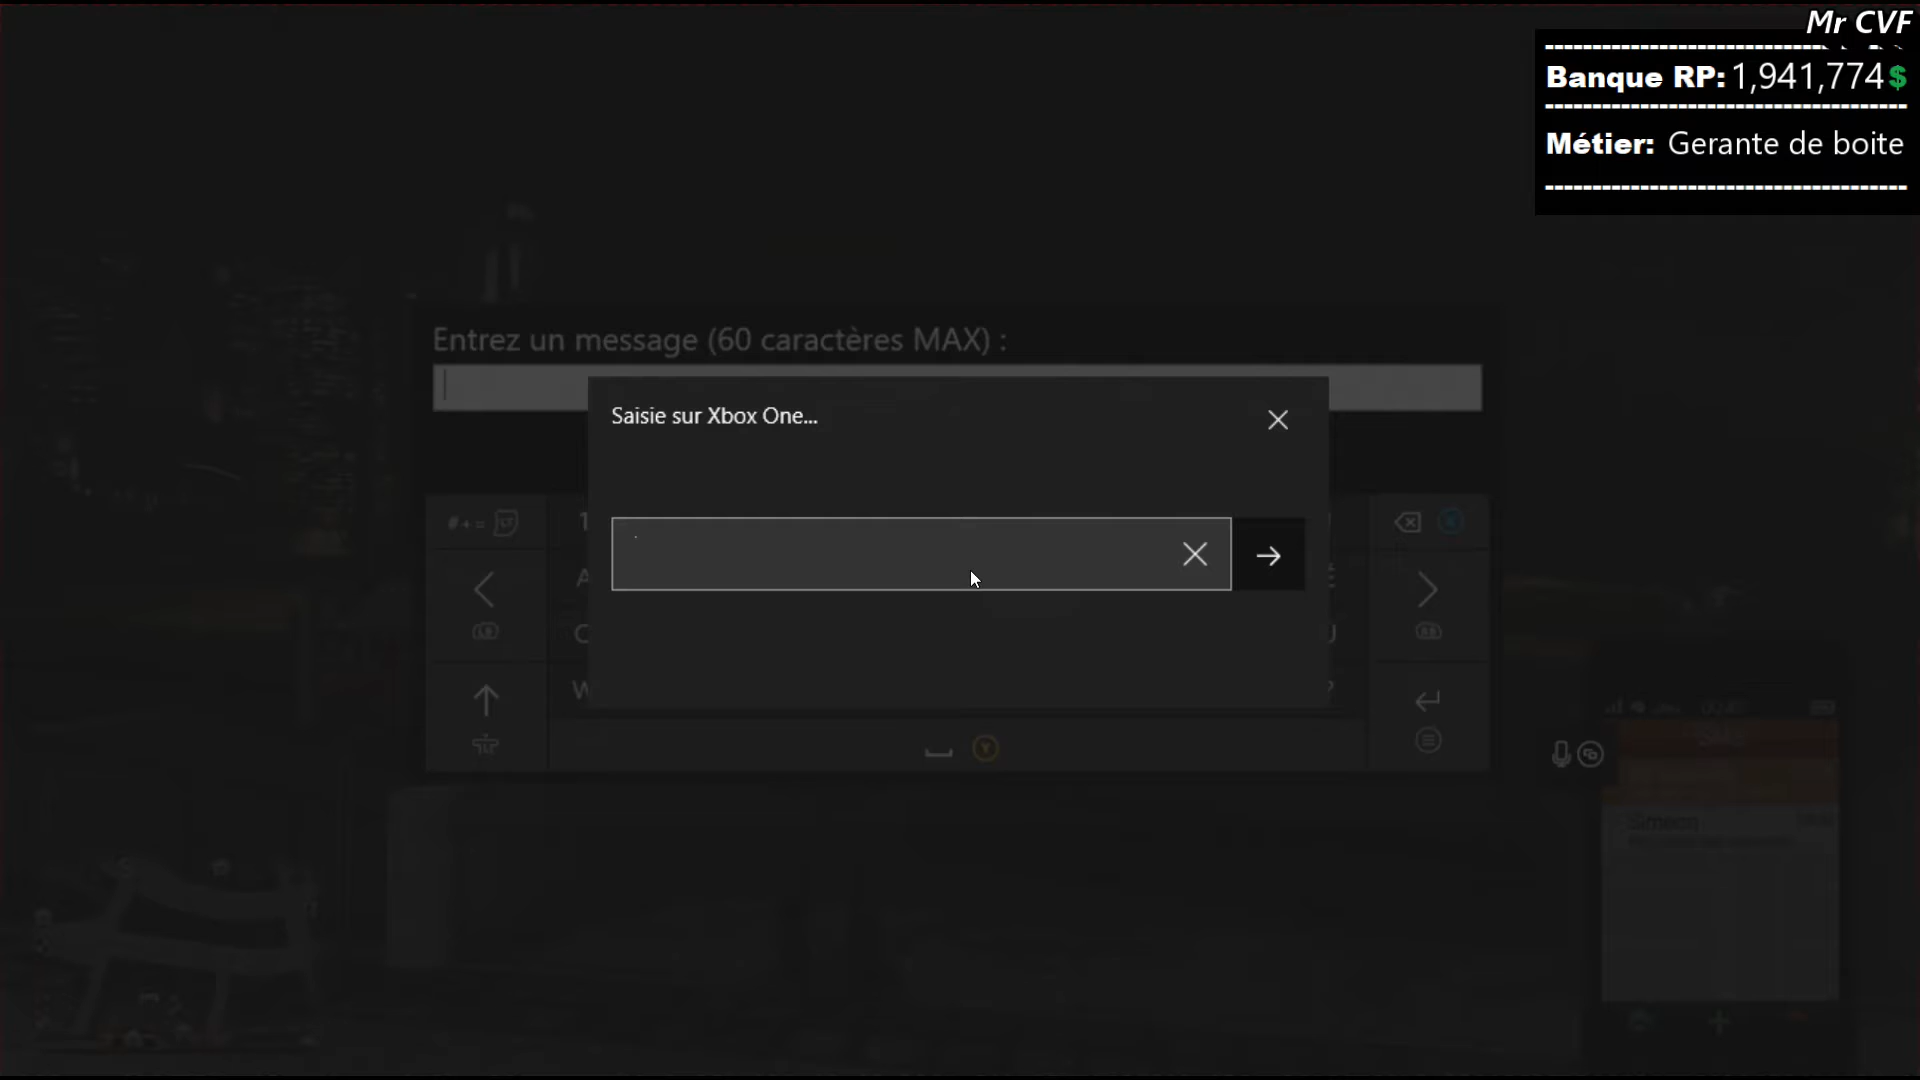 Mr CVF
Banque RP: 1,941,774$
Métier: Gerante de boite
Entrez un message (60 caractères MAX) :
Saisie sur Xbox One...
#+=
Simeon